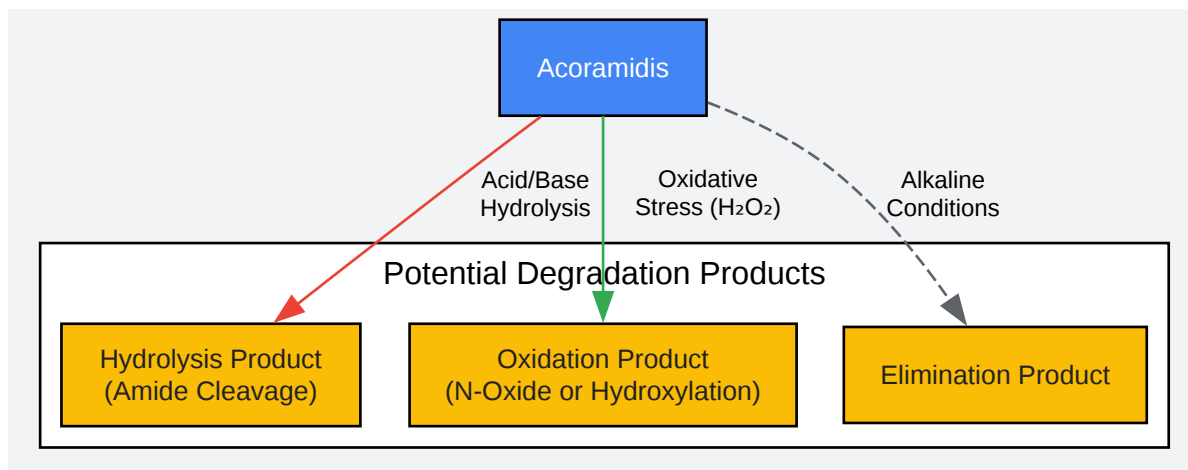 Acoramidis
Acid/Base
Hydrolysis
Oxidative
Stress (H₂O₂)
Alkaline
Conditions
Potential Degradation Products
Hydrolysis Product
(Amide Cleavage)
Oxidation Product
(N-Oxide or Hydroxylation)
Elimination Product